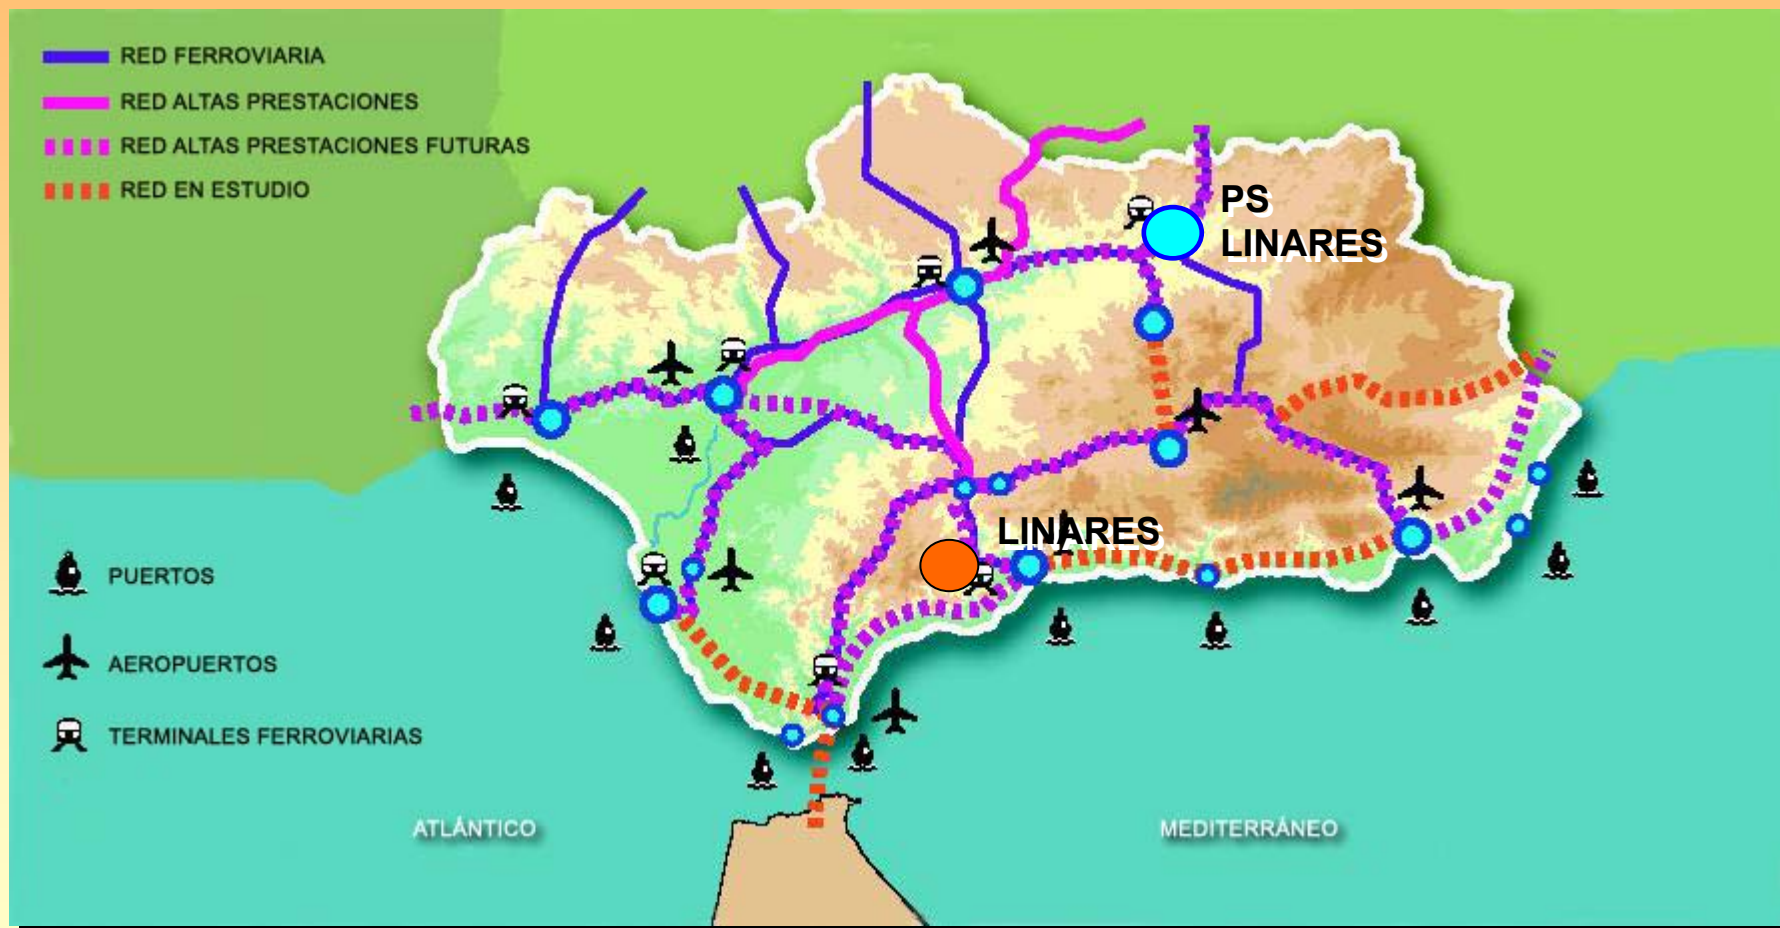 RED FERROVIARIA
RED ALTAS PRESTACIONES
RED ALTAS PRESTACIONES FUTURAS
RED EN ESTUDIO
PS
LINARES
LINARES
PUERTOS
AEROPUERTOS
TERMINALES FERROVIARIAS
ATLÁNTICO
MEDITERRÁNEO